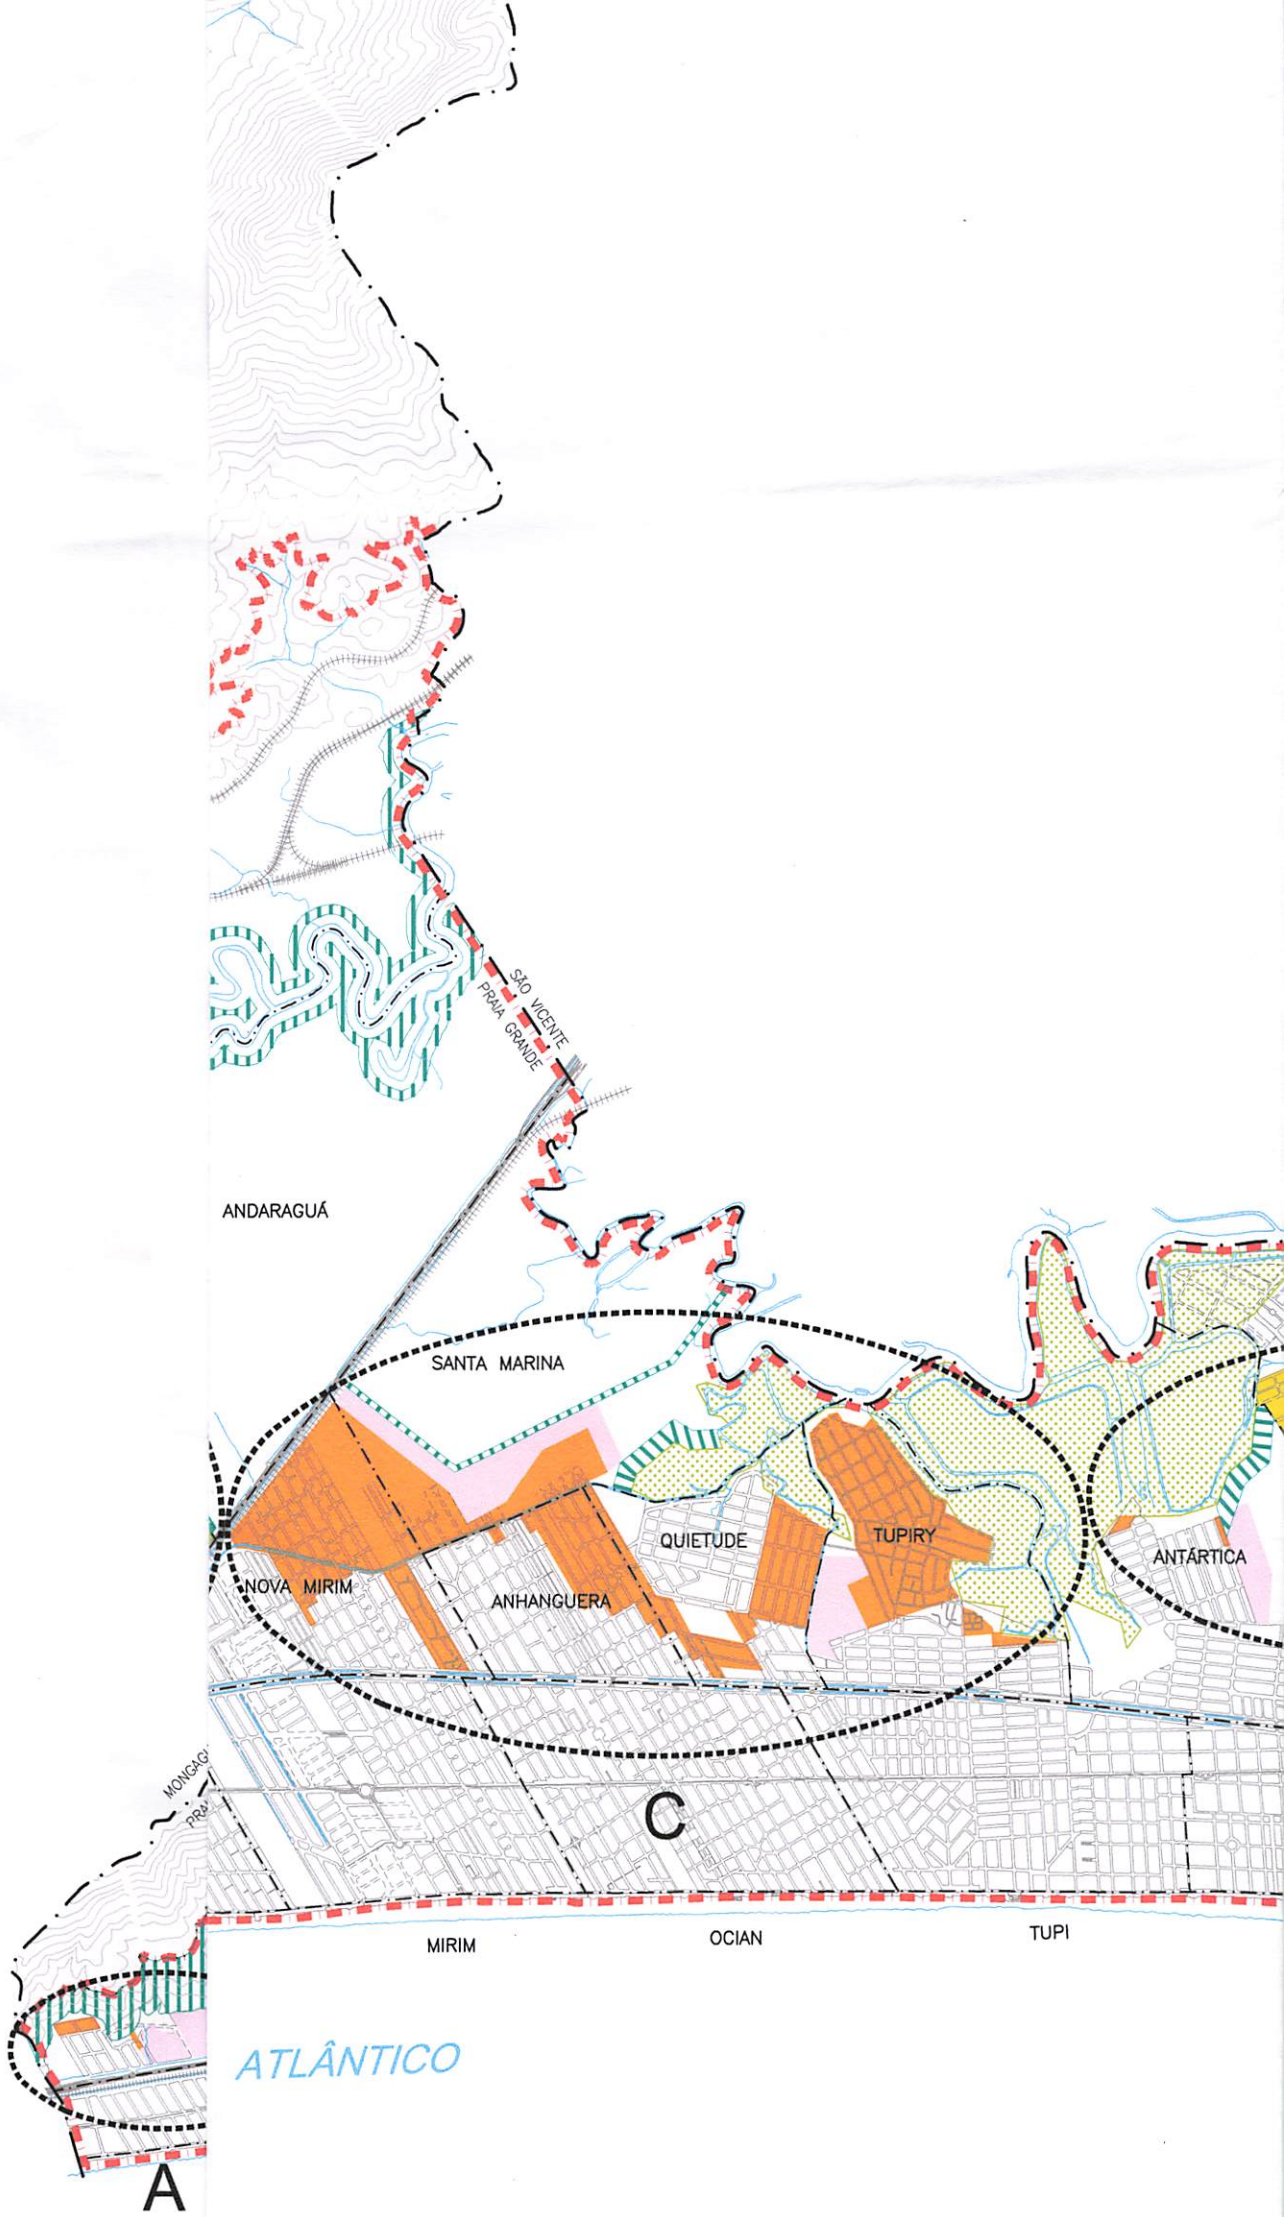 SÃO VICENTE
PRAIA GRANDE
ANDARAGUÁ
SANTA MARINA
QUIETUDE
TUPIRY
ANTÁRTICA
NOVA MIRIM
ANHANGUERA
C
MIRIM
OCIAN
TUPI
ATLÂNTICO
A